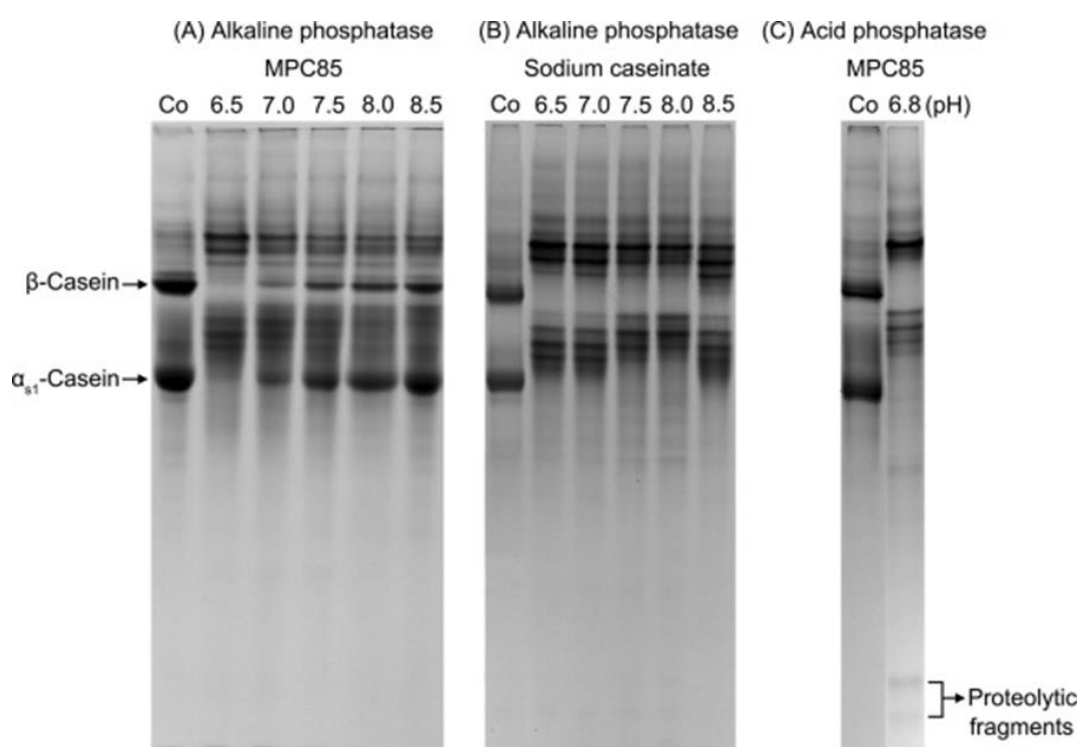 (A) Alkaline phosphatase
MPC85
Co 6.5 7.0 7.5 8.0 8.5
(B) Alkaline phosphatase
Sodium caseinate
Co 6.5 7.0 7.5 8.0 8.5
(C) Acid phosphatase
MPC85
Co 6.8 (pH)
β-Casein
αs1-Casein
Proteolytic
fragments